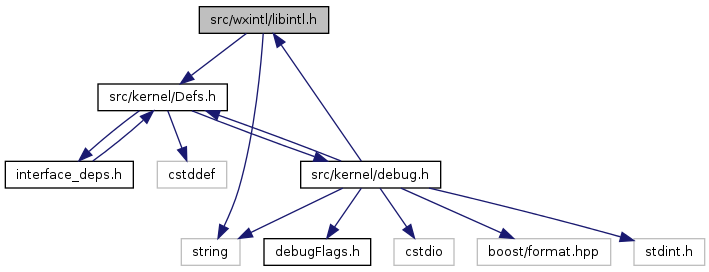 src/wxintl/libintl.h
src/kernel/Defs.h
interface_deps.h
cstddef
src/kernel/debug.h
string
debugFlags.h
cstdio
boost/format.hpp
stdint.h